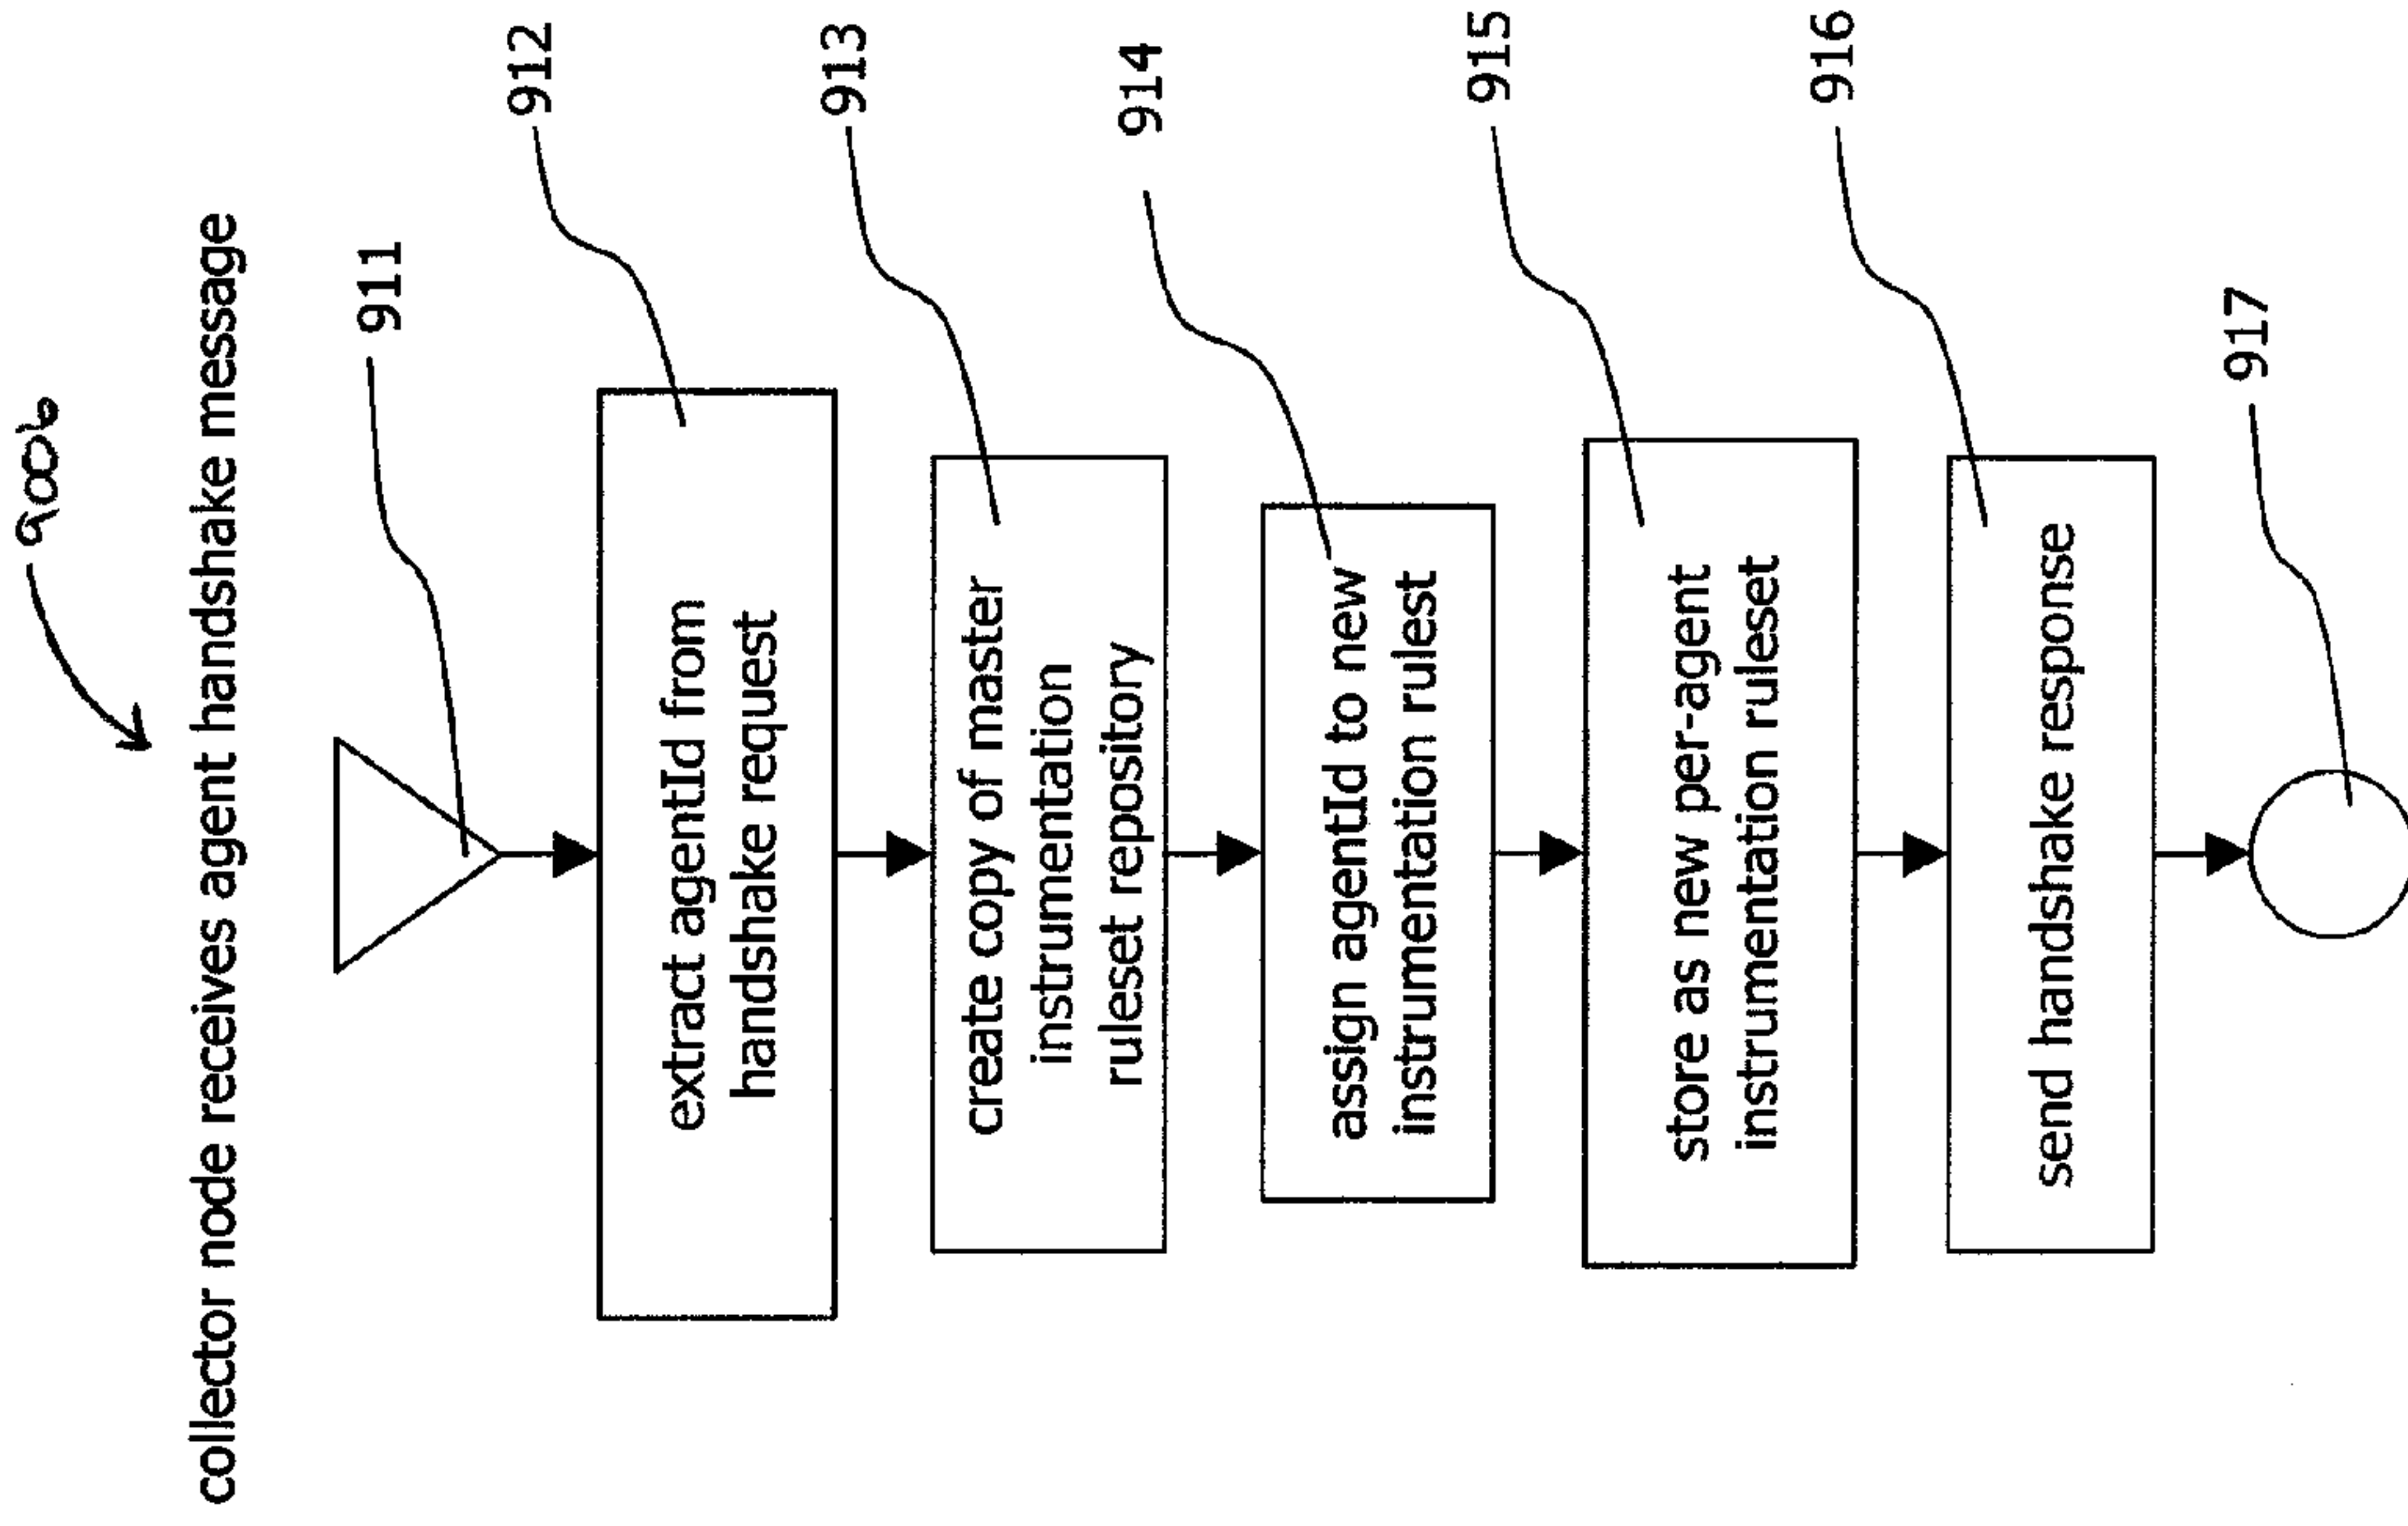 900b
collector node receives agent handshake message
911
912
extract agentId from
handshake request
913
create copy of master
instrumentation
ruleset repository
914
assign agentId to new
instrumentation rulest
915
store as new per-agent
instrumentation ruleset
916
send handshake response
917